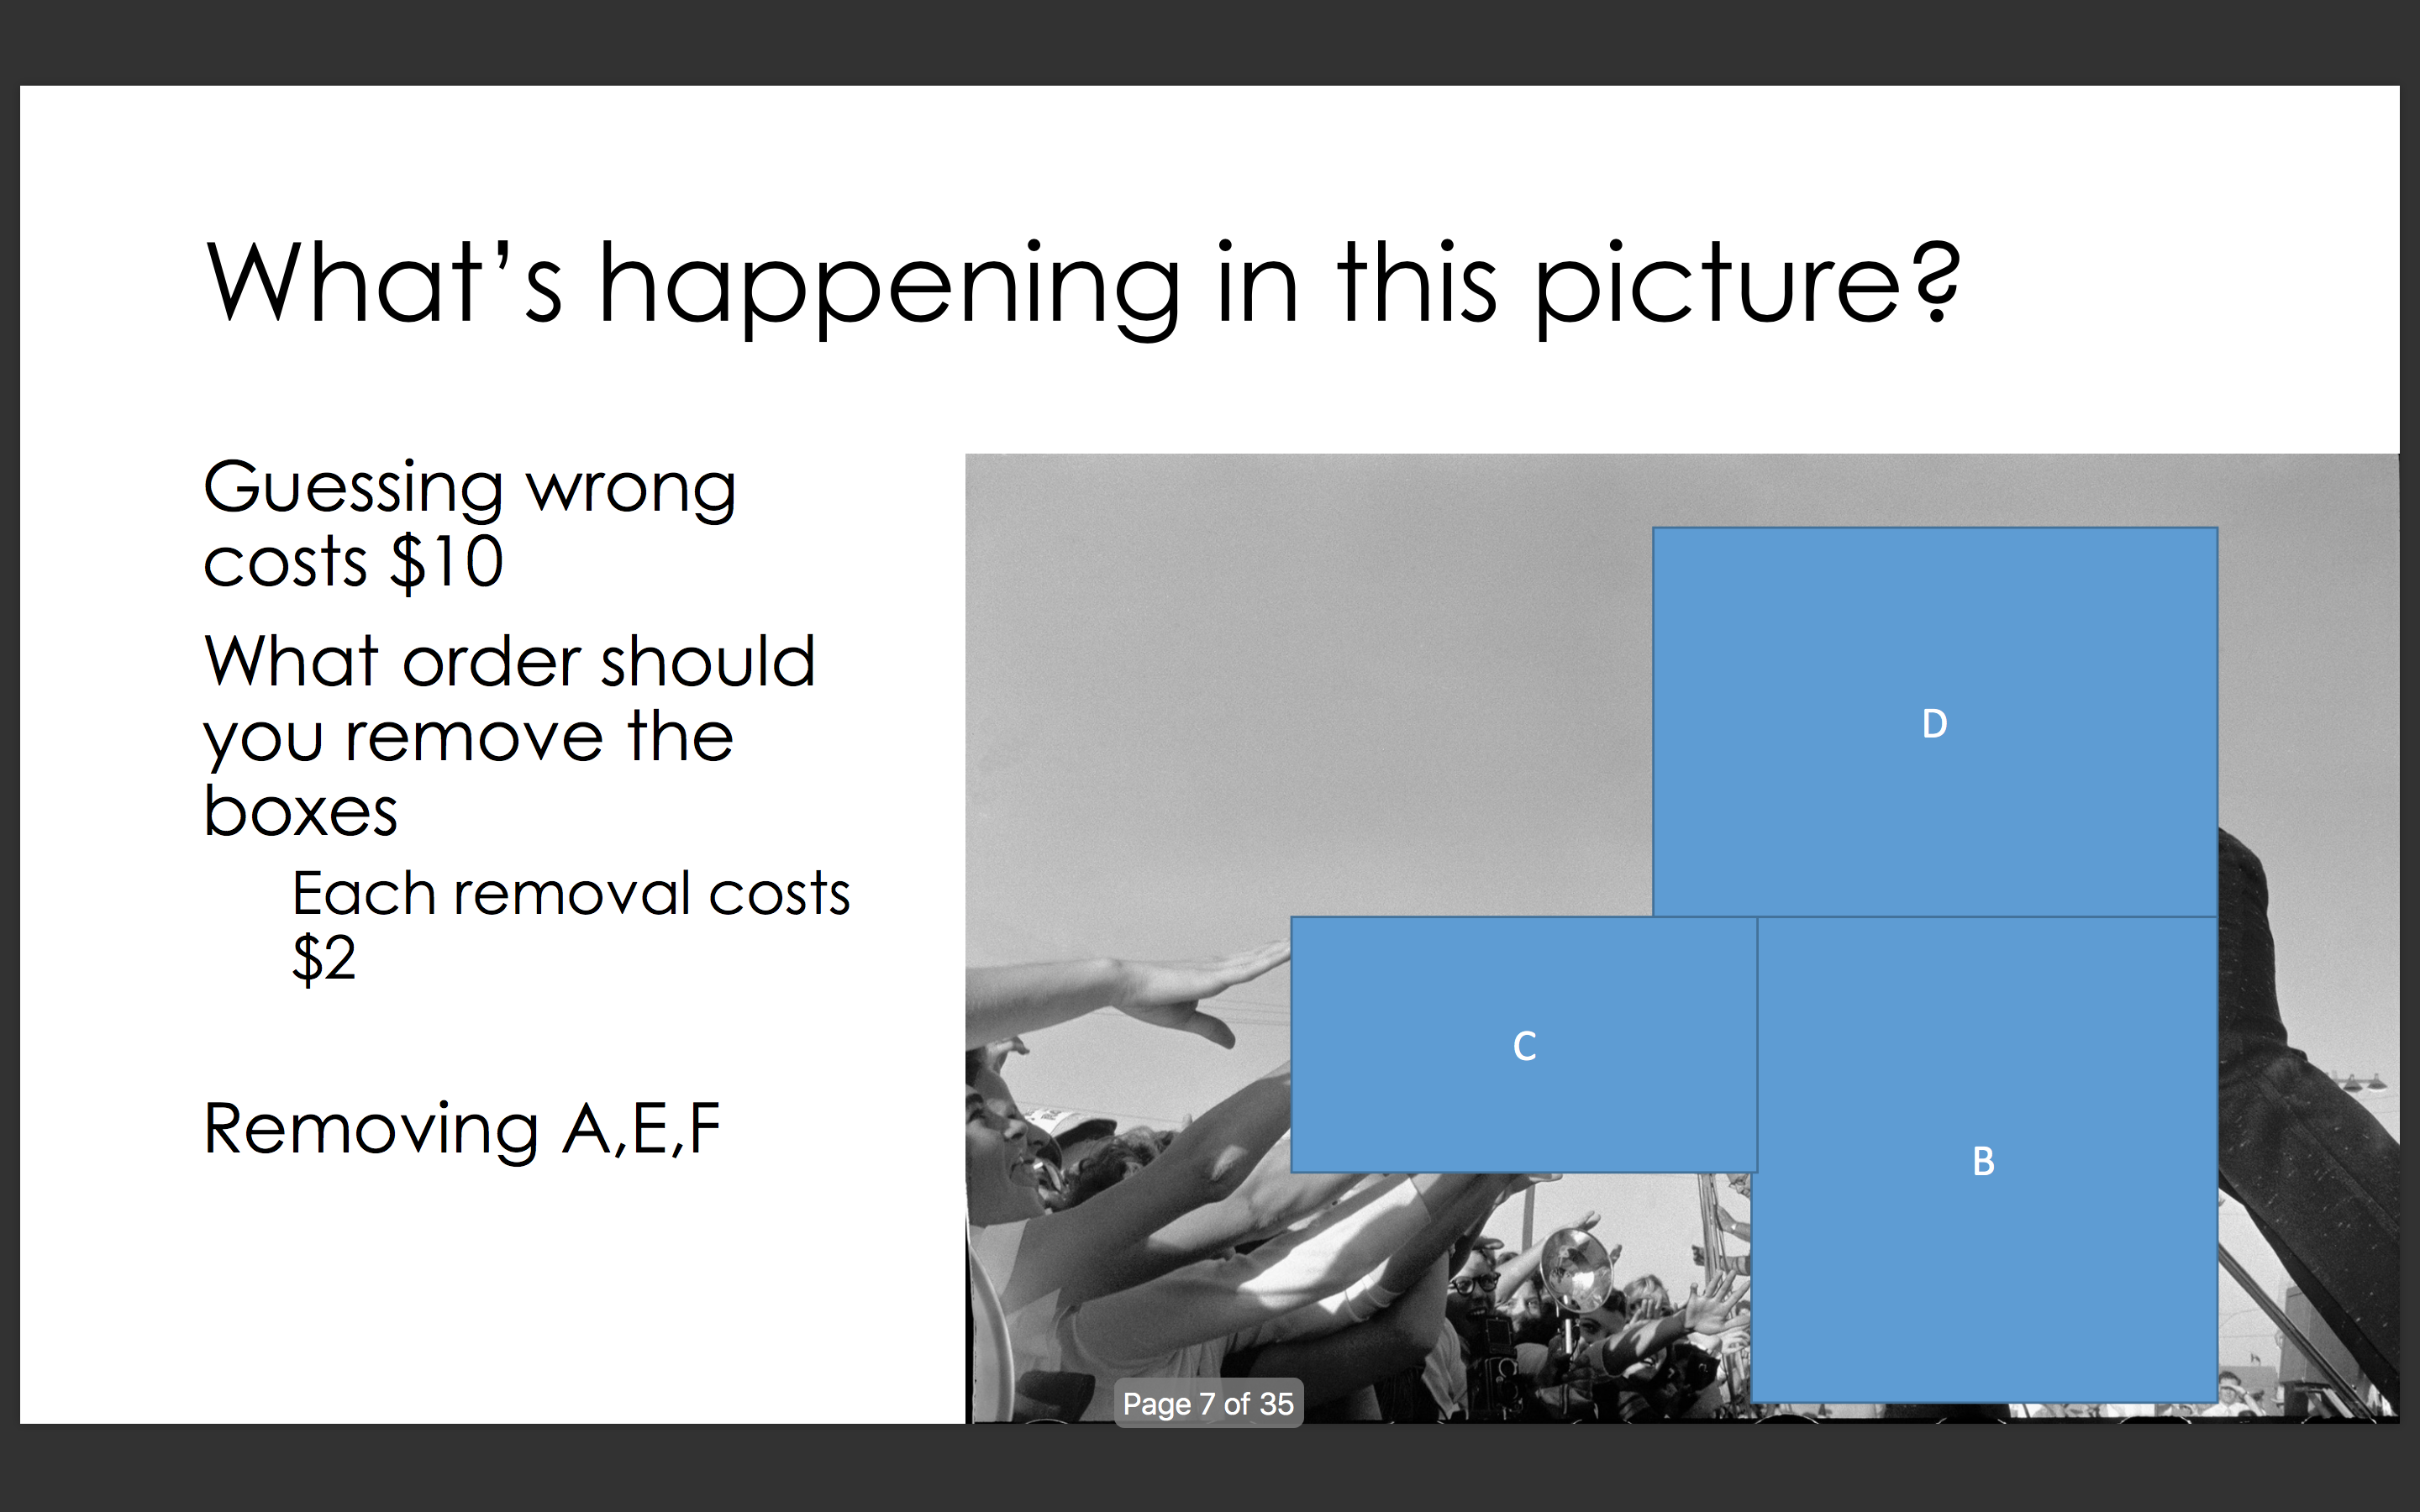 What’s happening in this picture?
Guessing wrong
costs $10
What order should
you remove the
boxes
Each removal costs
$2
Removing A,E,F
D
C
B
Page 7 of 35